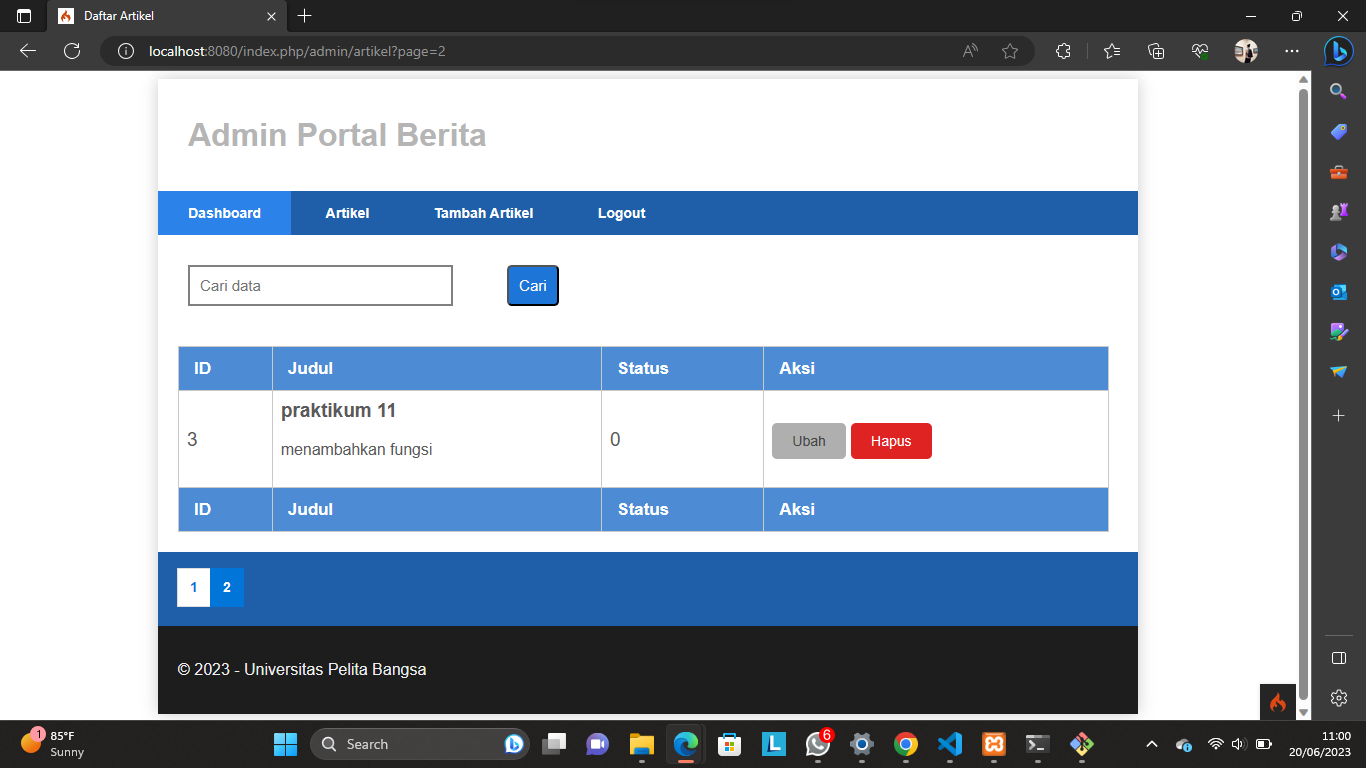 Daftar Artikel
localhost:8080/index.php/admin/artikel?page=2
Admin Portal Berita
Dashboard Artikel Tambah Artikel Logout
Cari data Cari
ID Judul Status Aksi
praktikum 11
3 menambahkan fungsi 0 Ubah Hapus
ID Judul Status Aksi
1 2
© 2023 - Universitas Pelita Bangsa
1 85°F
Sunny
Search
6
11:00
20/06/2023